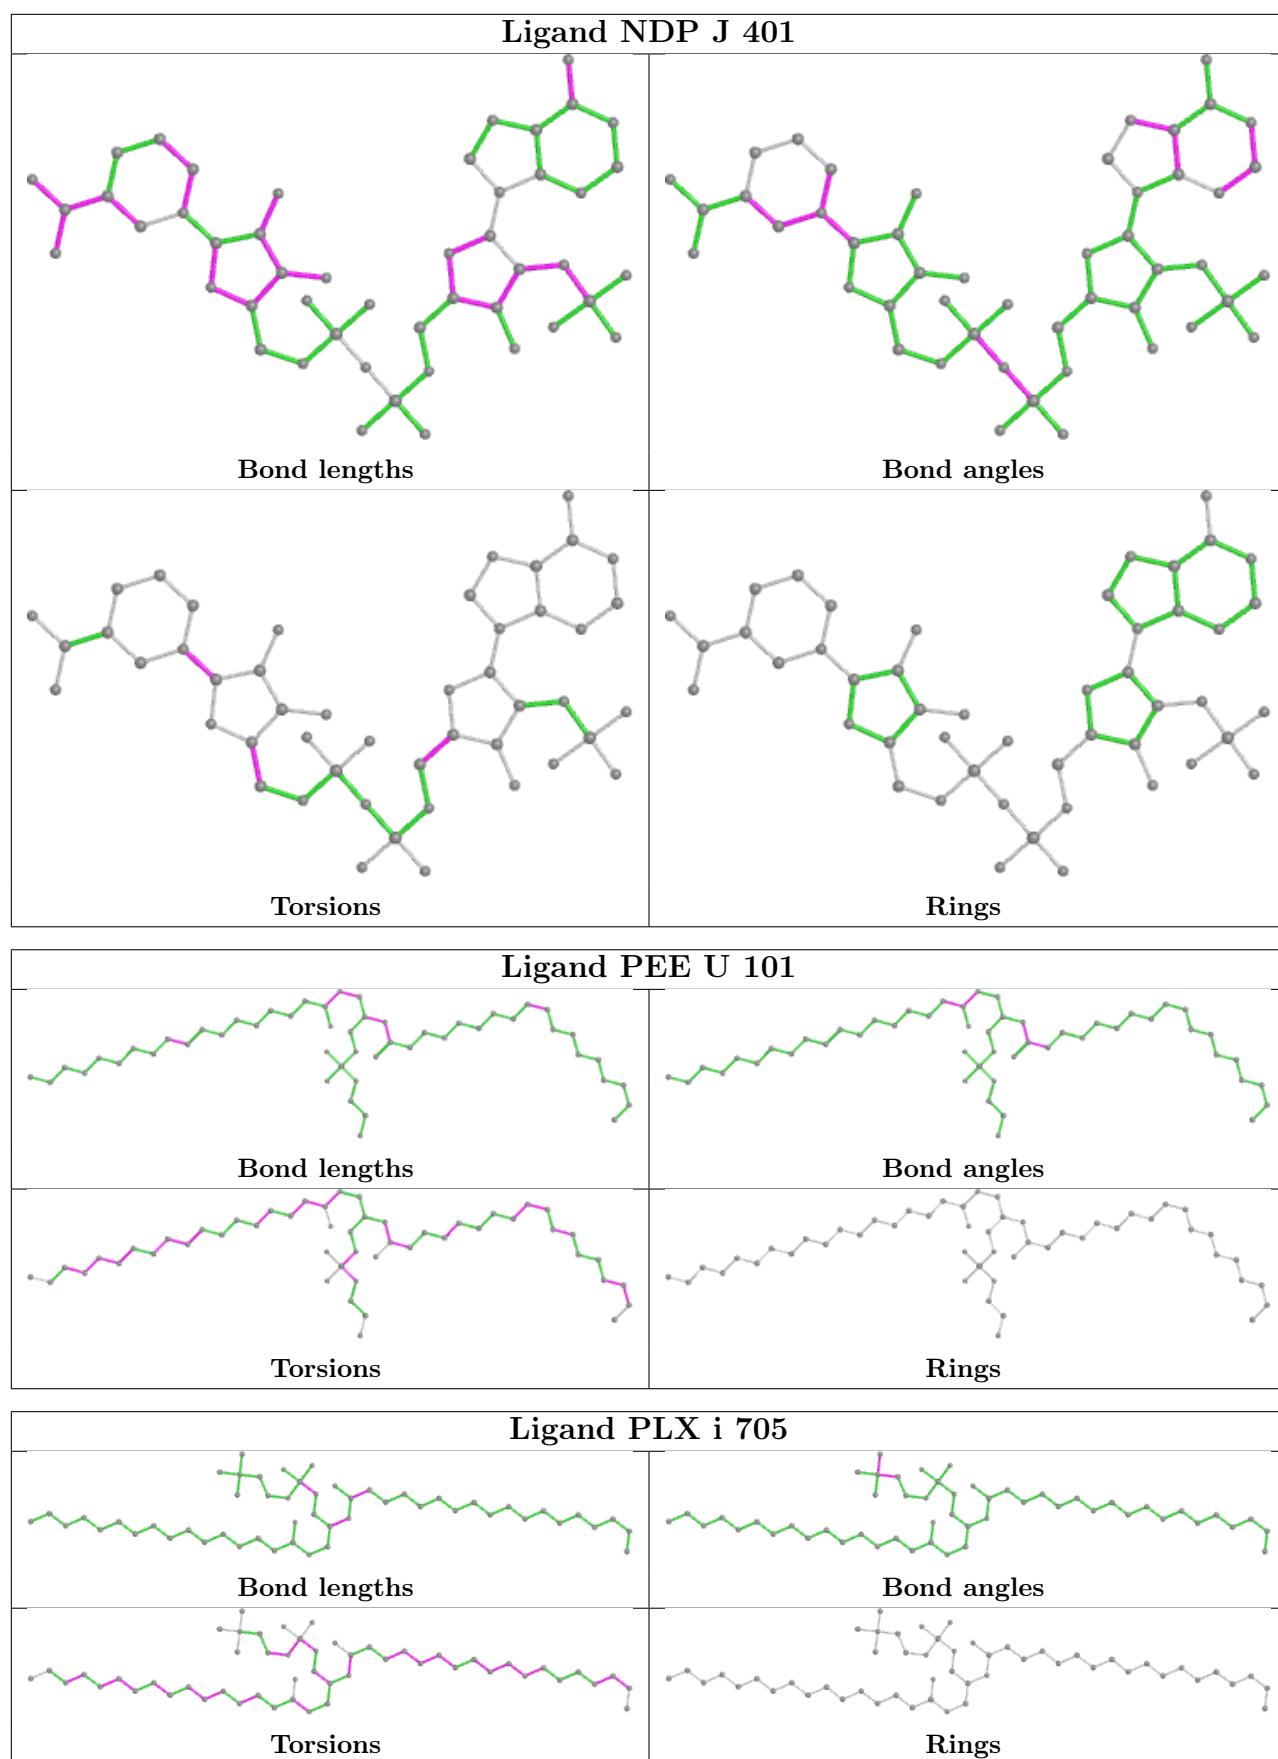 Ligand NDP J 401
Bond lengths
Bond angles
Torsions
Rings
Ligand PEE U 101
Bond lengths
Bond angles
Torsions
Rings
Ligand PLX i 705
Bond lengths
Bond angles
Torsions
Rings